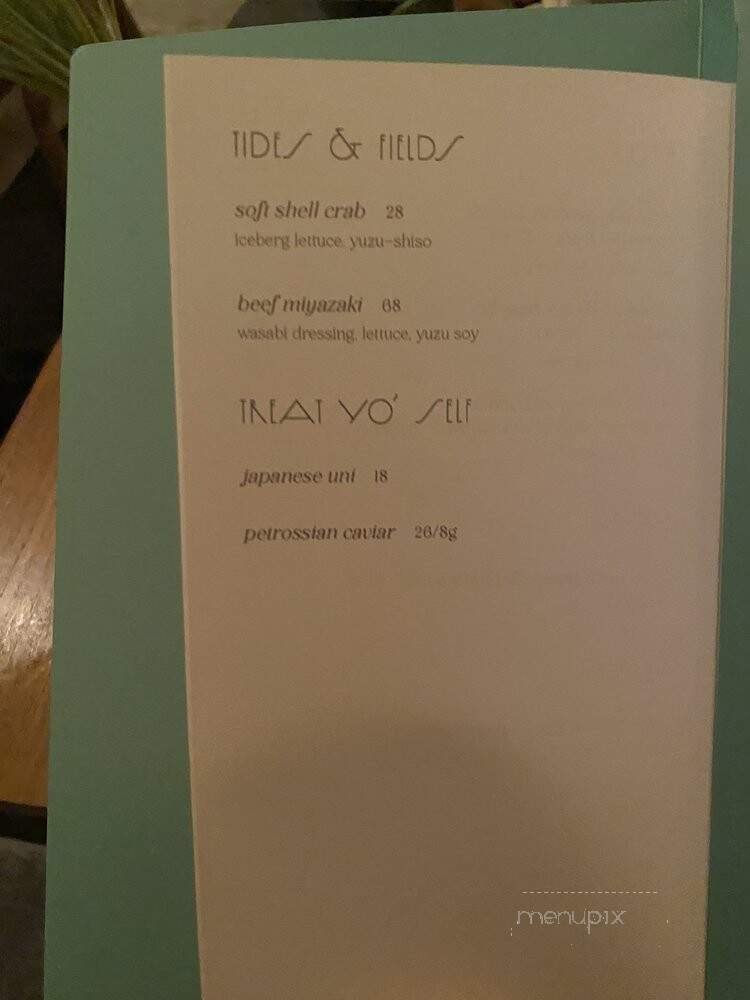 TIDES & FIELDS
soft shell crab 28
iceberg lettuce, yuzu-shiso
beef miyazaki 68
wasabi dressing, lettuce, yuzu soy
TREAT YO' SELF
japanese uni 18
petrossian caviar 26/8g
menupix